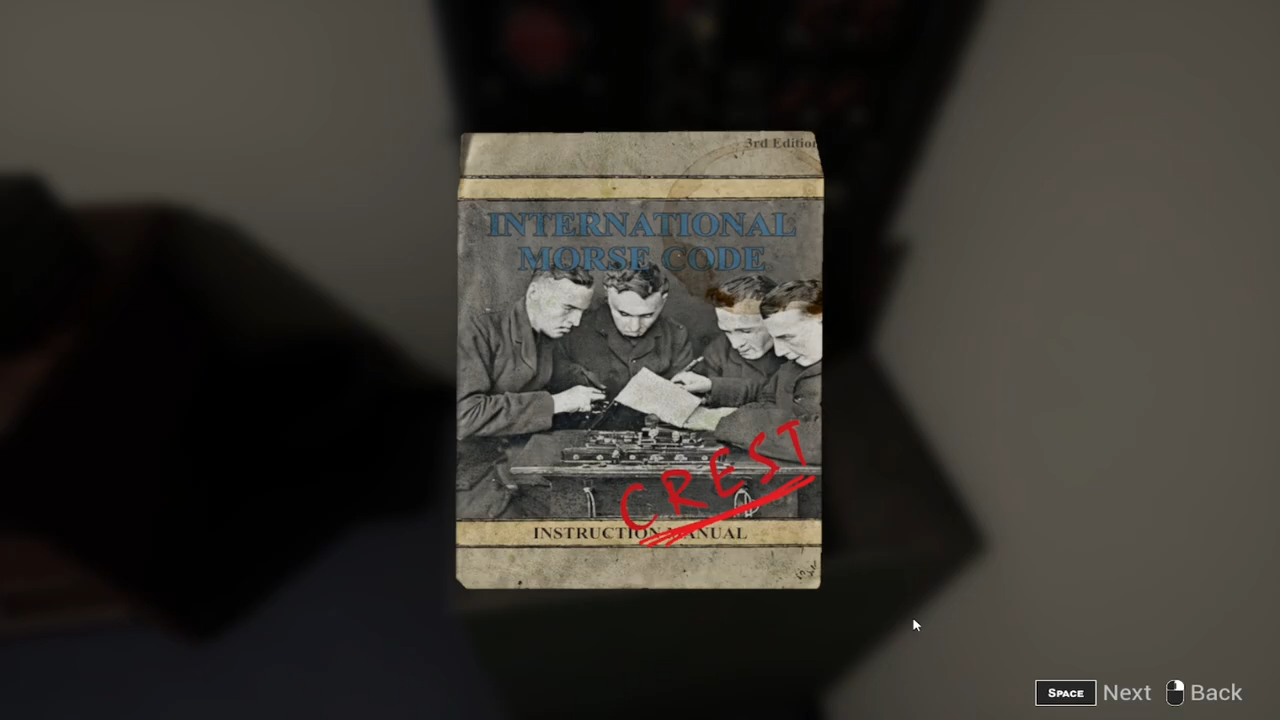 3rd Edition
INTERNATIONAL
MORSE CODE
CREST
INSTRUCTION MANUAL
SPACE Next Back